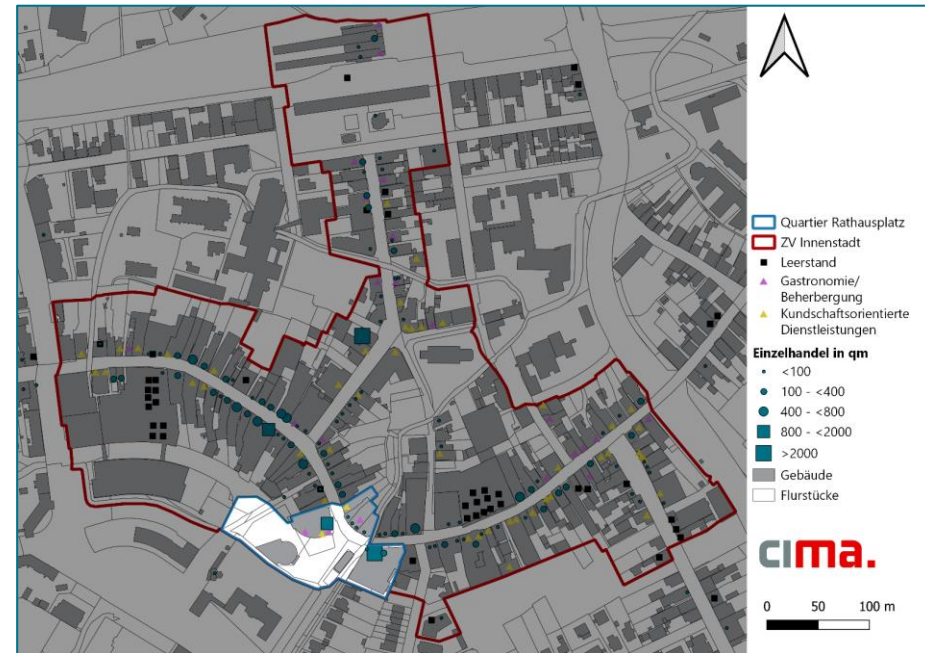 Quartier Rathausplatz
ZV Innenstadt
Leerstand
Gastronomie/
Beherbergung
Kundschaftsorientierte
Dienstleistungen
Einzelhandel in qm
<100
100 - <400
400 - <800
800 - <2000
>2000
Gebäude
Flurstücke
cima.
0 50 100 m